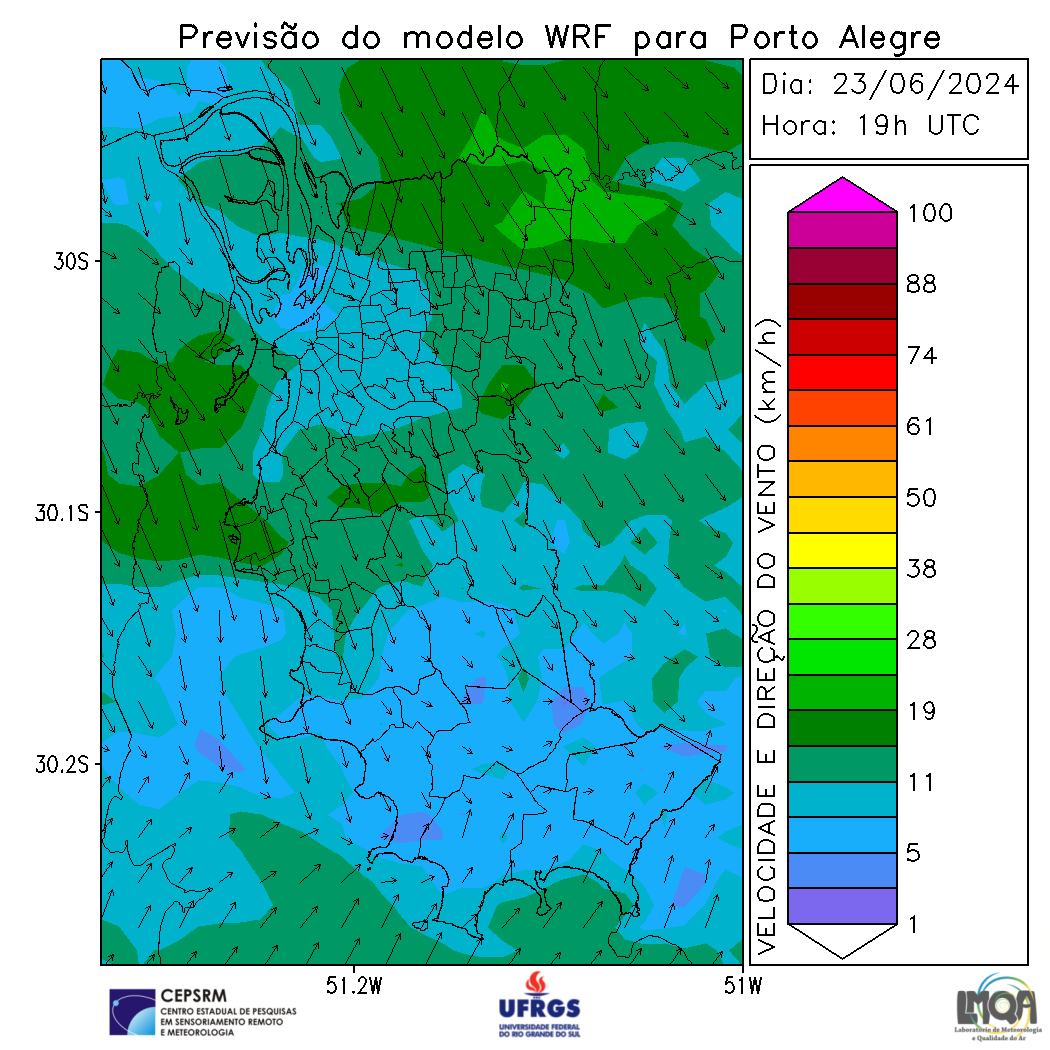 Previsão do modelo WRF para Porto Alegre
Dia: 23/06/2024
Hora: 19h UTC
30S
30.1S
30.2S
51.2W
51W
VELOCIDADE E DIREÇÃO DO VENTO (km/h)
100
88
74
61
50
38
28
19
11
5
1
CEPSRM
CENTRO ESTADUAL DE PESQUISAS
EM SENSORIAMENTO REMOTO
E METEOROLOGIA
UFRGS
UNIVERSIDADE FEDERAL
DO RIO GRANDE DO SUL
LMQA
Laboratório de Meteorologia
e Qualidade do Ar